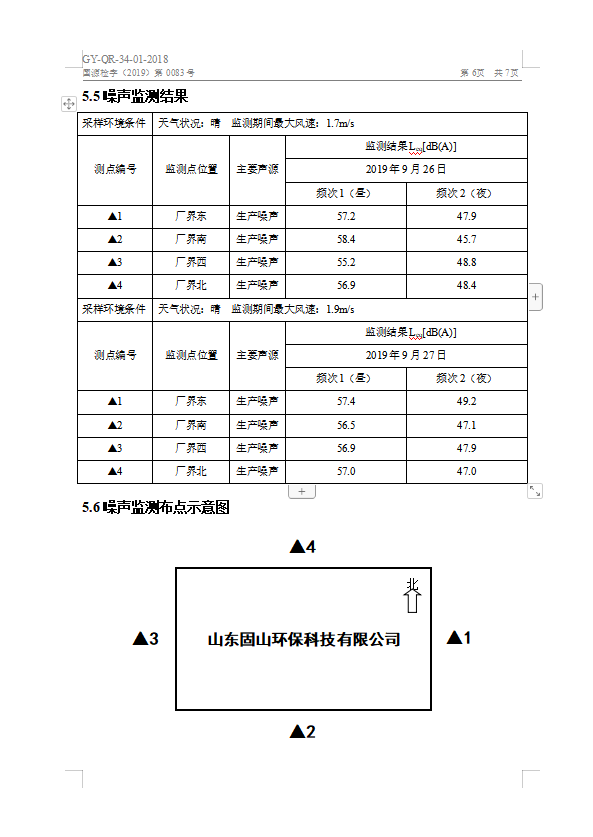 GY-QR-34-01-2018
国源检字（2019）第 0083 号 第 6页 共 7页
5.5 噪声监测结果
采样环境条件 天气状况：晴 监测期间最大风速：1.7m/s
测点编号 监测点位置 主要声源 监测结果Leq[dB(A)]
2019 年 9 月 26 日
频次 1（昼） 频次 2（夜）
▲1 厂界东 生产噪声 57.2 47.9
▲2 厂界南 生产噪声 58.4 45.7
▲3 厂界西 生产噪声 55.2 48.8
▲4 厂界北 生产噪声 56.9 48.4
采样环境条件 天气状况：晴 监测期间最大风速：1.9m/s
测点编号 监测点位置 主要声源 监测结果Leq[dB(A)]
2019 年 9 月 27 日
频次 1（昼） 频次 2（夜）
▲1 厂界东 生产噪声 57.4 49.2
▲2 厂界南 生产噪声 56.5 47.1
▲3 厂界西 生产噪声 56.9 47.9
▲4 厂界北 生产噪声 57.0 47.0
5.6 噪声监测布点示意图
▲4
北
▲3 山东固山环保科技有限公司 ▲1
▲2